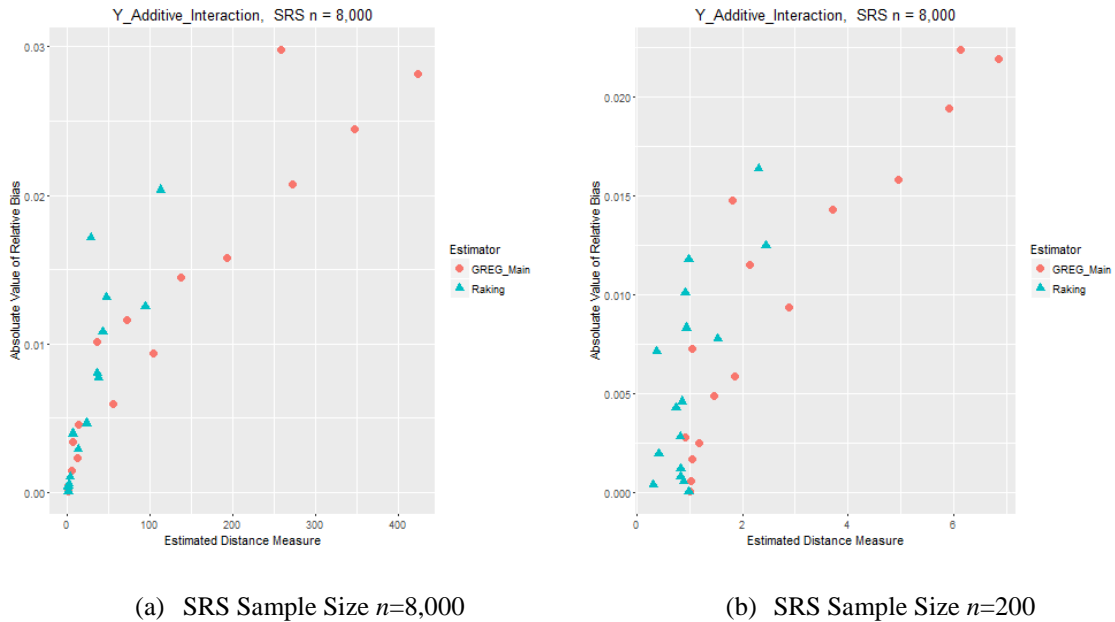 Y_Additive_Interaction, SRS n = 8,000
0.03
0.02
0.01
0.00
Absoluate Value of Relative Bias
0
100
200
300
400
Estimated Distance Measure
Estimator
GREG_Main
Raking
(a) SRS Sample Size n=8,000
Y_Additive_Interaction, SRS n = 8,000
0.020
0.015
0.010
0.005
0.000
Absoluate Value of Relative Bias
0
2
4
6
Estimated Distance Measure
Estimator
GREG_Main
Raking
(b) SRS Sample Size n=200